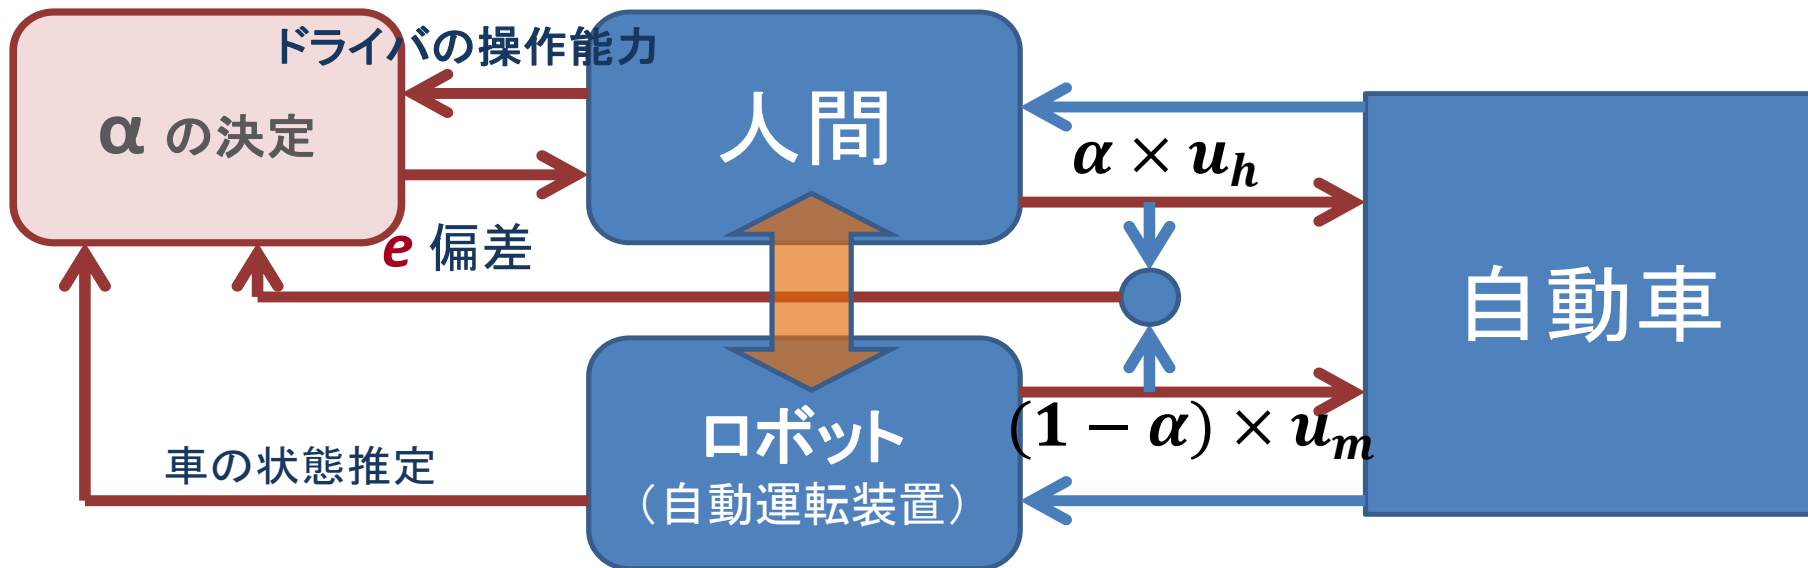 ドライバの操作能力
α の決定
人間
α × u_h
e 偏差
自動車
ロボット
（自動運転装置）
(1 − α) × u_m
車の状態推定